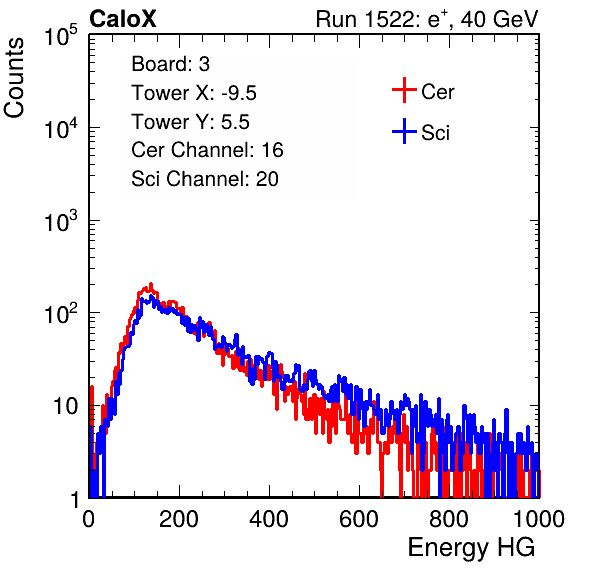 CaloX Run 1522: e⁺, 40 GeV
Counts
10⁵
10⁴
10³
10²
10
1
Board: 3
Tower X: -9.5
Tower Y: 5.5
Cer Channel: 16
Sci Channel: 20
Cer
Sci
0 200 400 600 800 1000
Energy HG